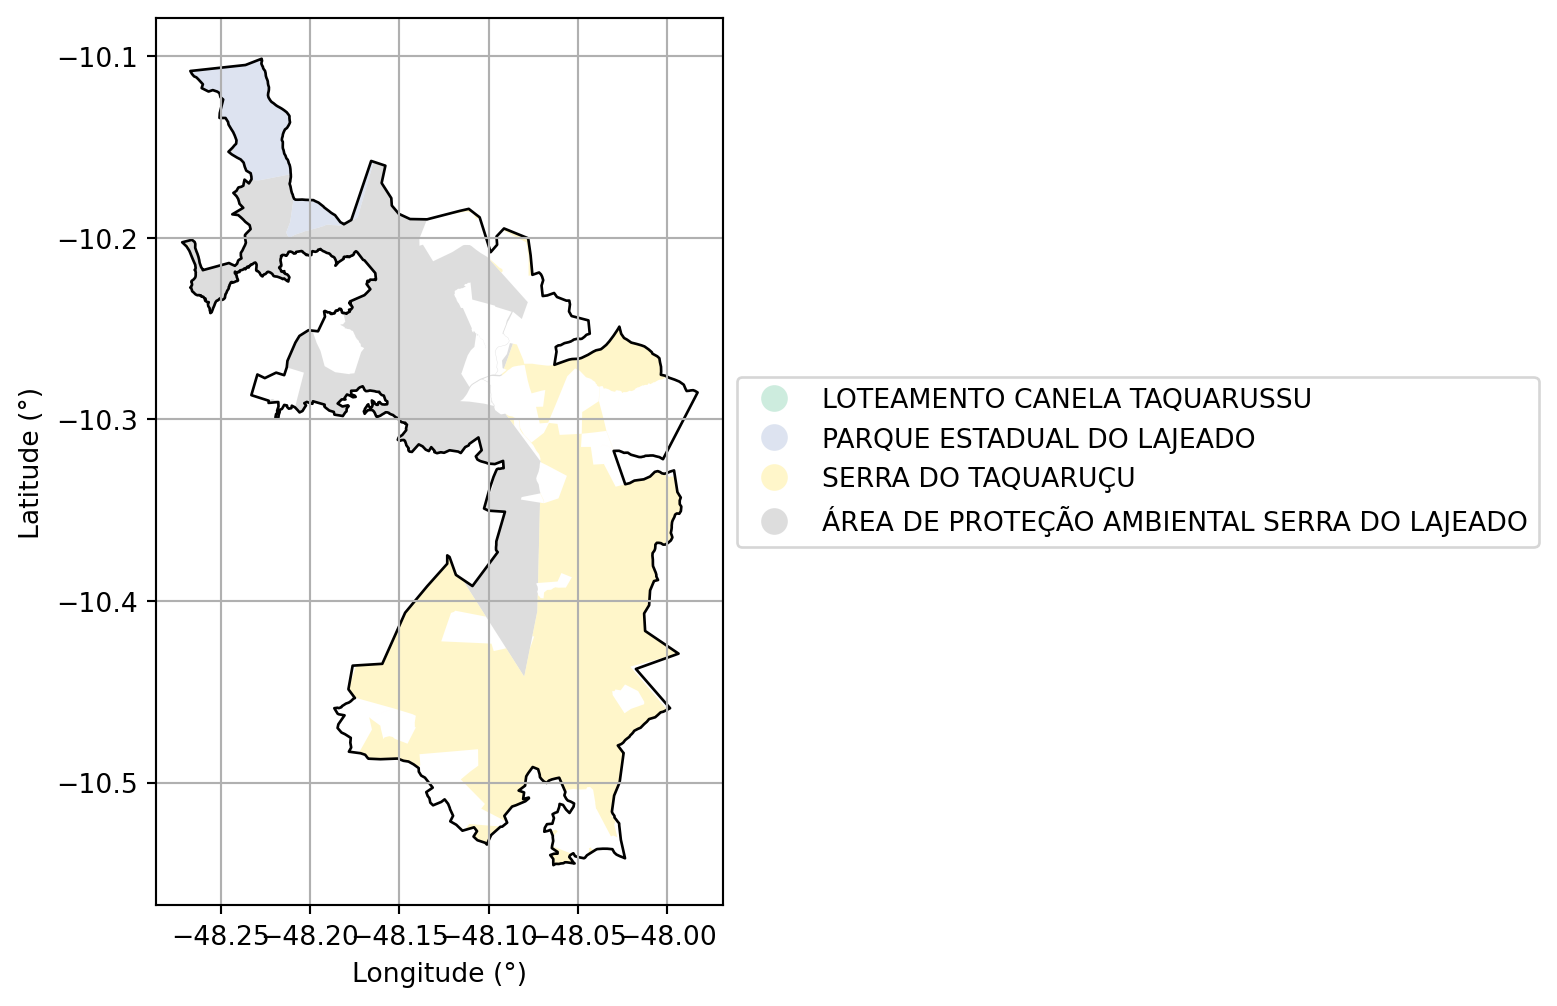 −10.1
−10.2
−10.3
−10.4
−10.5
Latitude (°)
−48.25
−48.20
−48.15
−48.10
−48.05
−48.00
Longitude (°)
LOTEAMENTO CANELA TAQUARUSSU
PARQUE ESTADUAL DO LAJEADO
SERRA DO TAQUARUÇU
ÁREA DE PROTEÇÃO AMBIENTAL SERRA DO LAJEADO